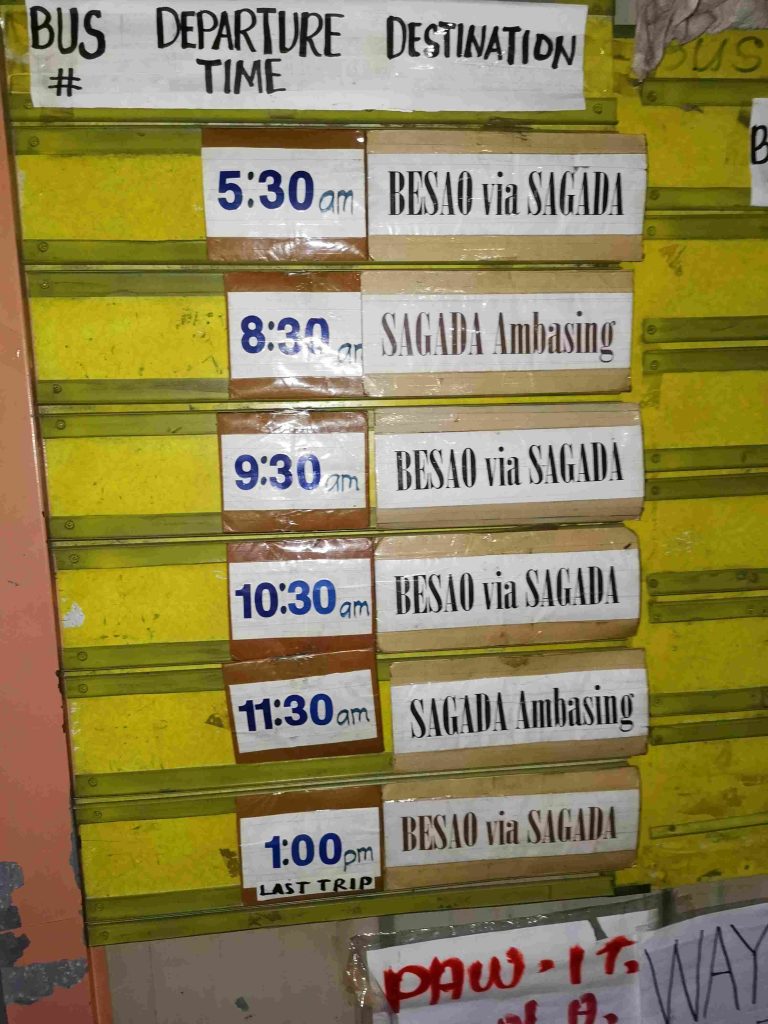 BUS DEPARTURE DESTINATION
# TIME
BUS
5:30 am BESAO via SAGADA
8:30 am SAGADA Ambasing
9:30 am BESAO via SAGADA
10:30 am BESAO via SAGADA
11:30 am SAGADA Ambasing
1:00 pm BESAO via SAGADA
LAST TRIP
PAW-IT.
WAY